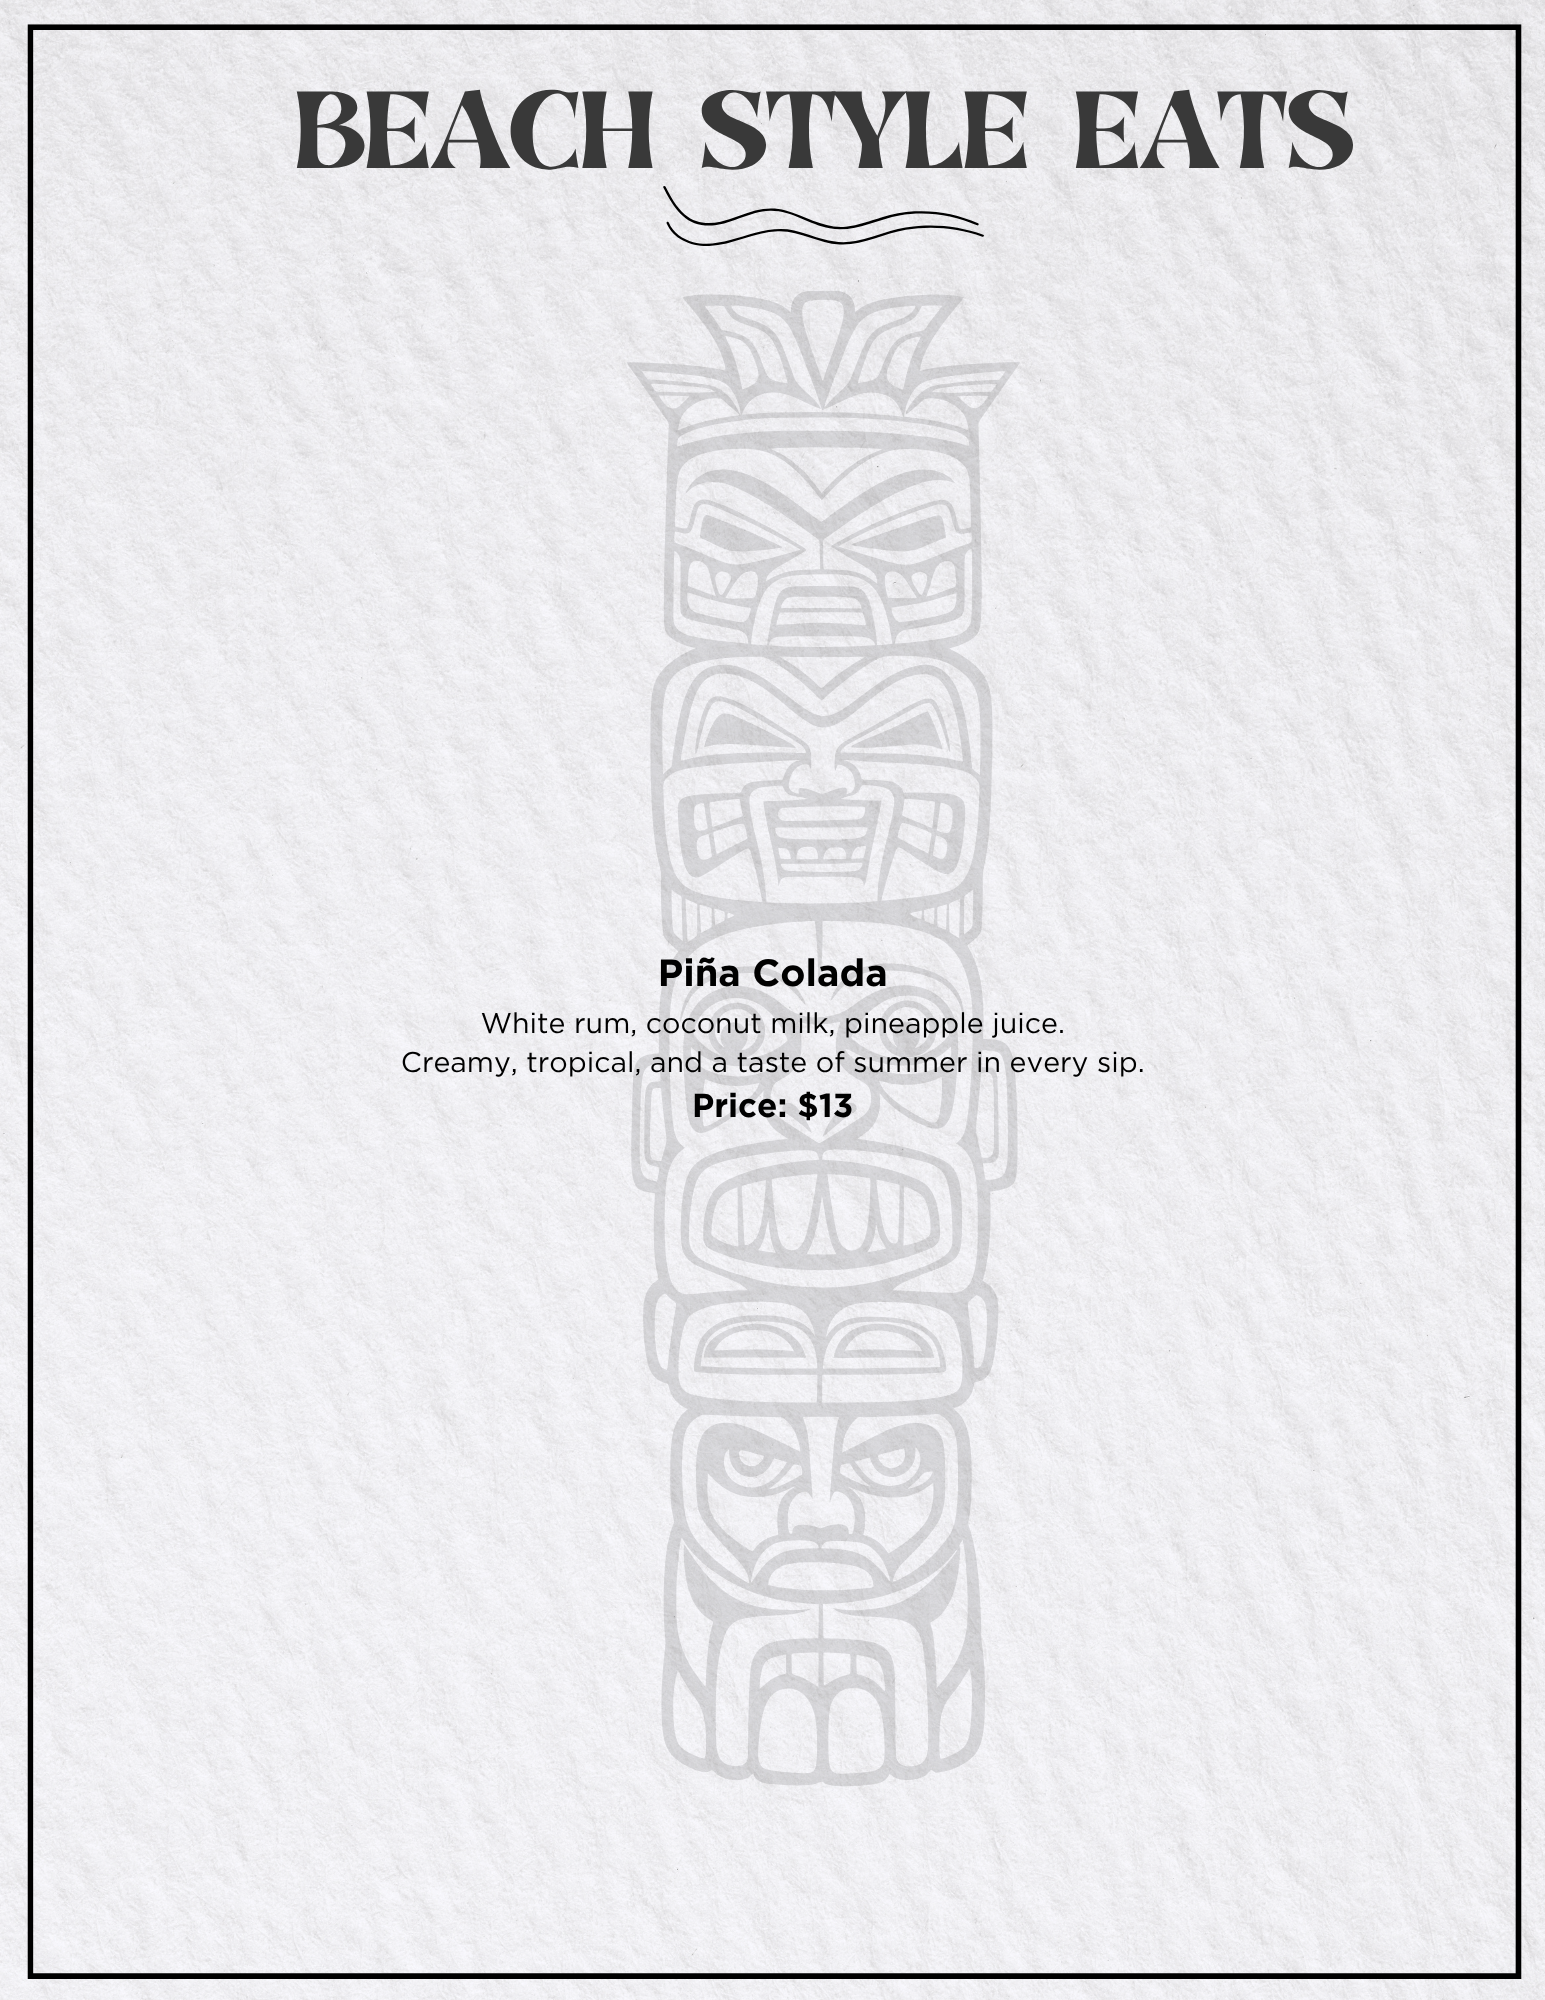 BEACH STYLE EATS
Piña Colada
White rum, coconut milk, pineapple juice.
Creamy, tropical, and a taste of summer in every sip.
Price: $13